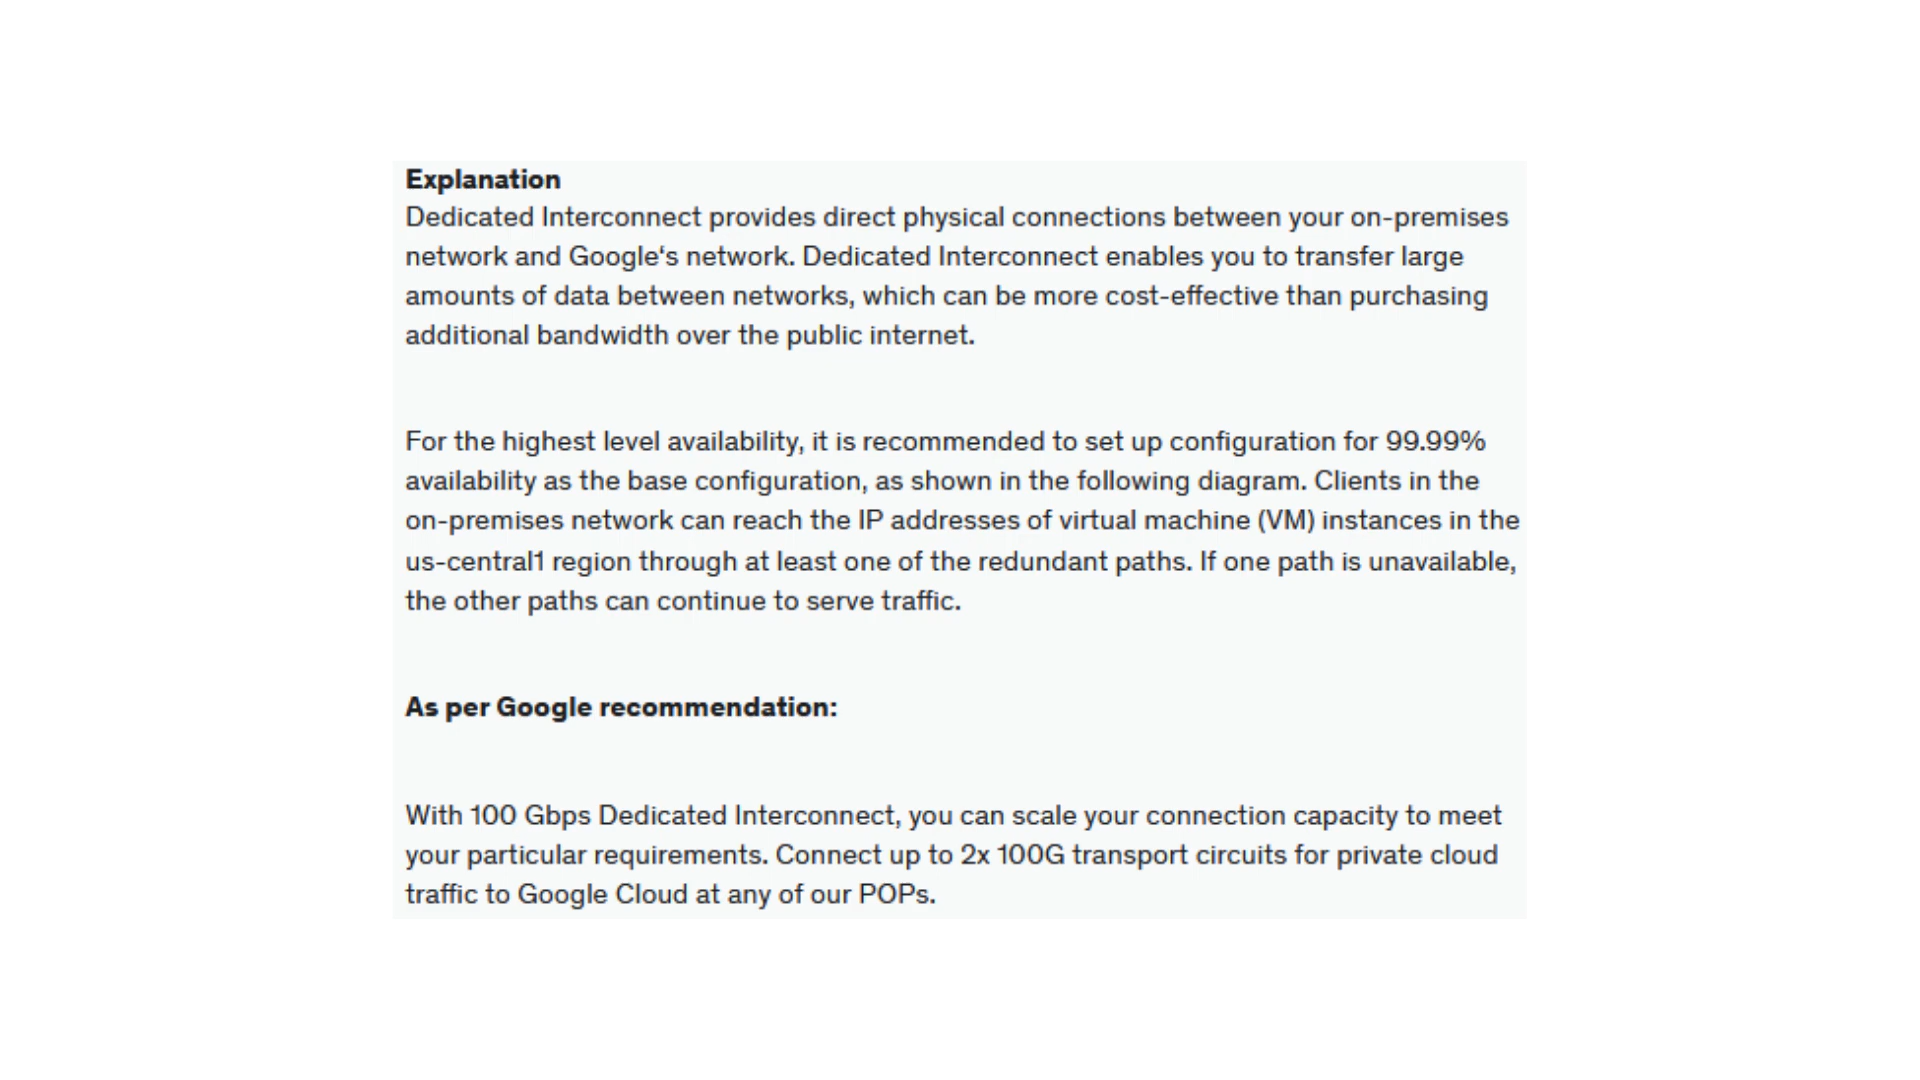 Explanation
Dedicated Interconnect provides direct physical connections between your on-premises
network and Google‘s network. Dedicated Interconnect enables you to transfer large
amounts of data between networks, which can be more cost-effective than purchasing
additional bandwidth over the public internet.
For the highest level availability, it is recommended to set up configuration for 99.99%
availability as the base configuration, as shown in the following diagram. Clients in the
on-premises network can reach the IP addresses of virtual machine (VM) instances in the
us-central1 region through at least one of the redundant paths. If one path is unavailable,
the other paths can continue to serve traffic.
As per Google recommendation:
With 100 Gbps Dedicated Interconnect, you can scale your connection capacity to meet
your particular requirements. Connect up to 2x 100G transport circuits for private cloud
traffic to Google Cloud at any of our POPs.